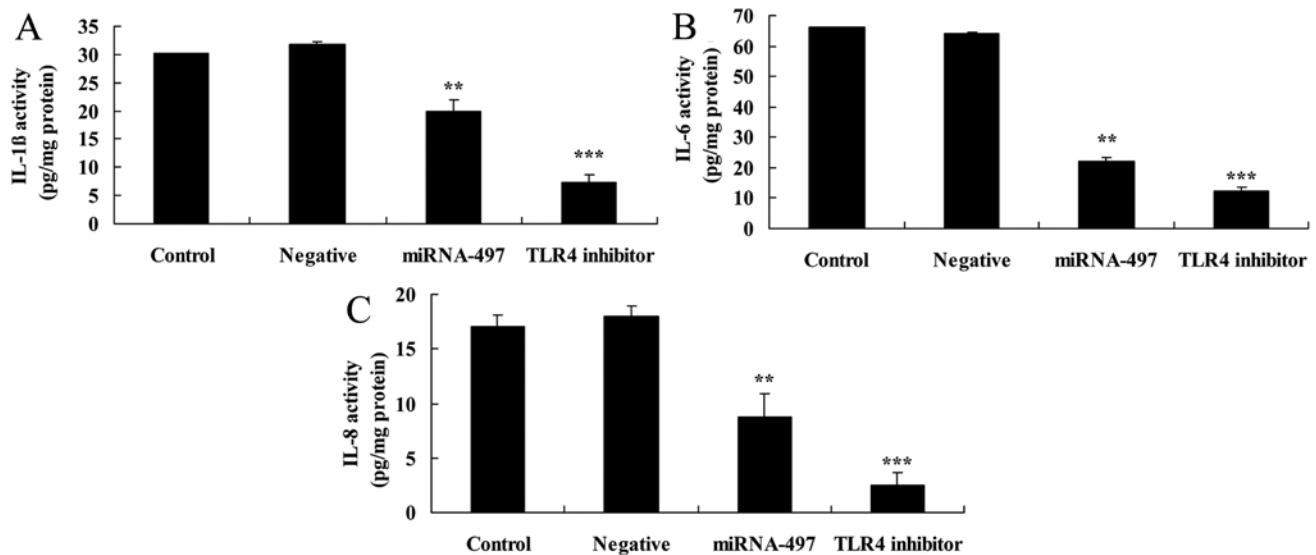 A
IL-1ß activity
(pg/mg protein)
35
30
25
20
15
10
5
0
**
***
Control Negative miRNA-497 TLR4 inhibitor
B
IL-6 activity
(pg/mg protein)
70
60
50
40
30
20
10
0
**
***
Control Negative miRNA-497 TLR4 inhibitor
C
IL-8 activity
(pg/mg protein)
20
15
10
5
0
**
***
Control Negative miRNA-497 TLR4 inhibitor